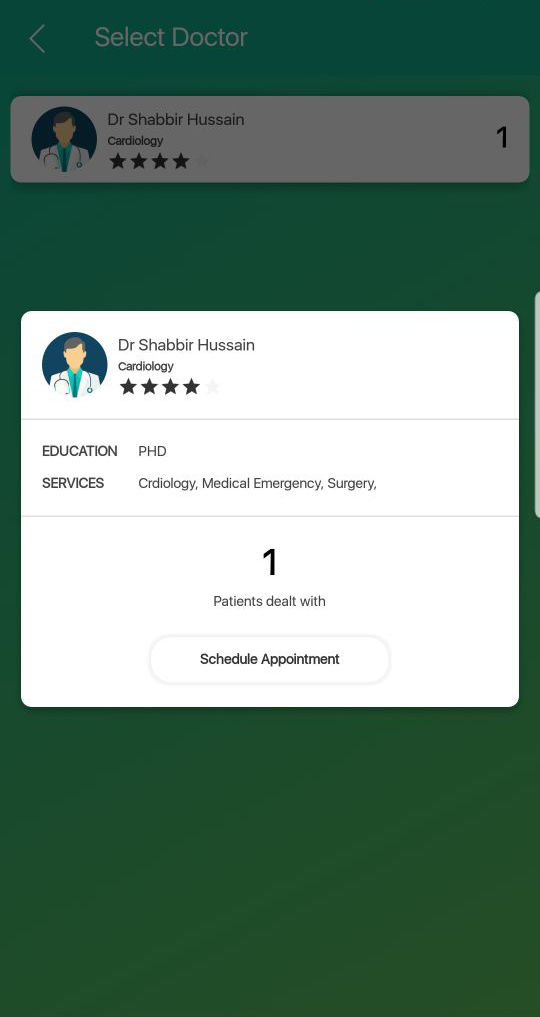 Select Doctor
Dr Shabbir Hussain
Cardiology
1
Dr Shabbir Hussain
Cardiology
EDUCATION PHD
SERVICES Crdiology, Medical Emergency, Surgery,
1
Patients dealt with
Schedule Appointment